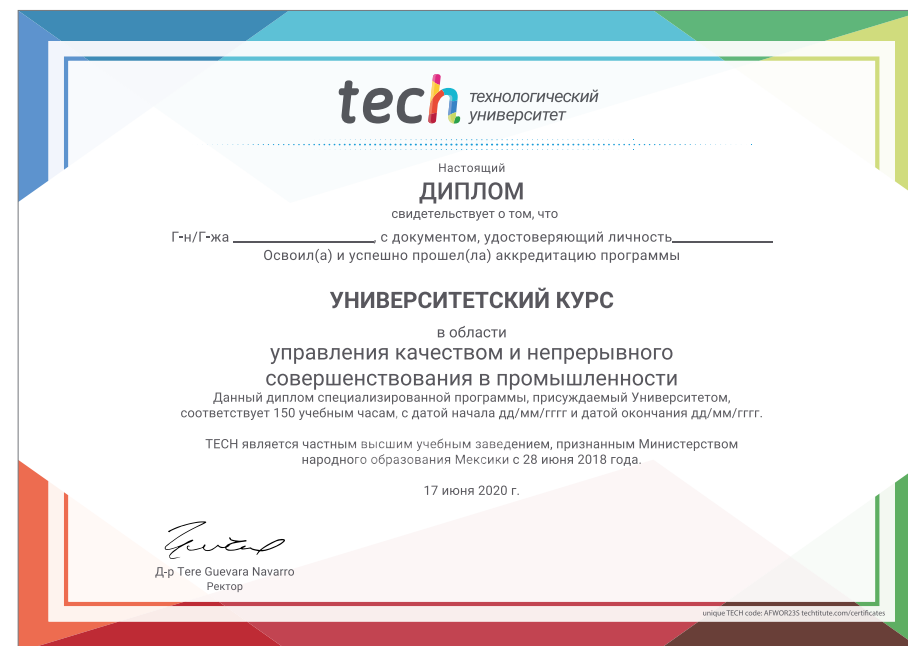 tech технологический
университет
Настоящий
ДИПЛОМ
свидетельствует о том, что
Г-н/Г-жа ________________, с документом, удостоверяющий личность____________
Освоил(а) и успешно прошел(ла) аккредитацию программы
УНИВЕРСИТЕТСКИЙ КУРС
в области
управления качеством и непрерывного
совершенствования в промышленности
Данный диплом специализированной программы, присуждаемый Университетом,
соответствует 150 учебным часам, с датой начала дд/мм/гггг и датой окончания дд/мм/гггг.
TECH является частным высшим учебным заведением, признанным Министерством
народного образования Мексики с 28 июня 2018 года.
17 июня 2020 г.
Д-р Tere Guevara Navarro
Ректор
unique TECH code: AFWOR23S techtitute.com/certificates